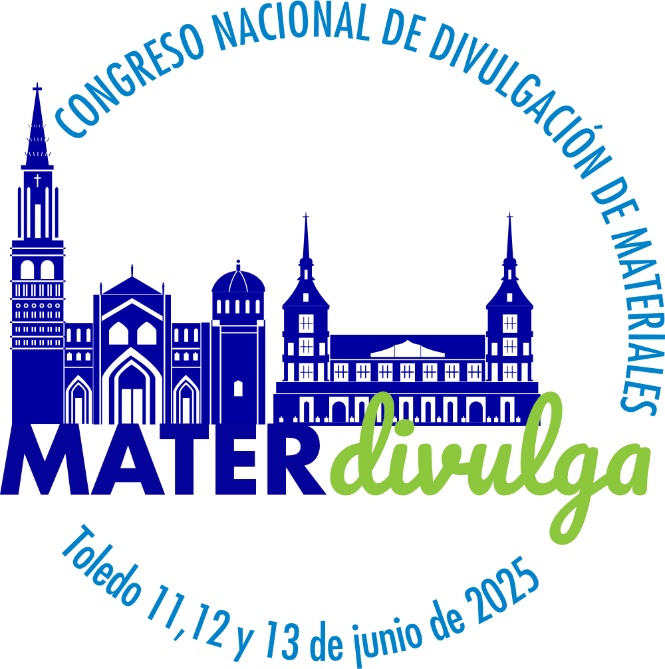 CONGRESO NACIONAL DE DIVULGACIÓN DE MATERIALES
MATERdivulga
Toledo 11, 12 y 13 de junio de 2025